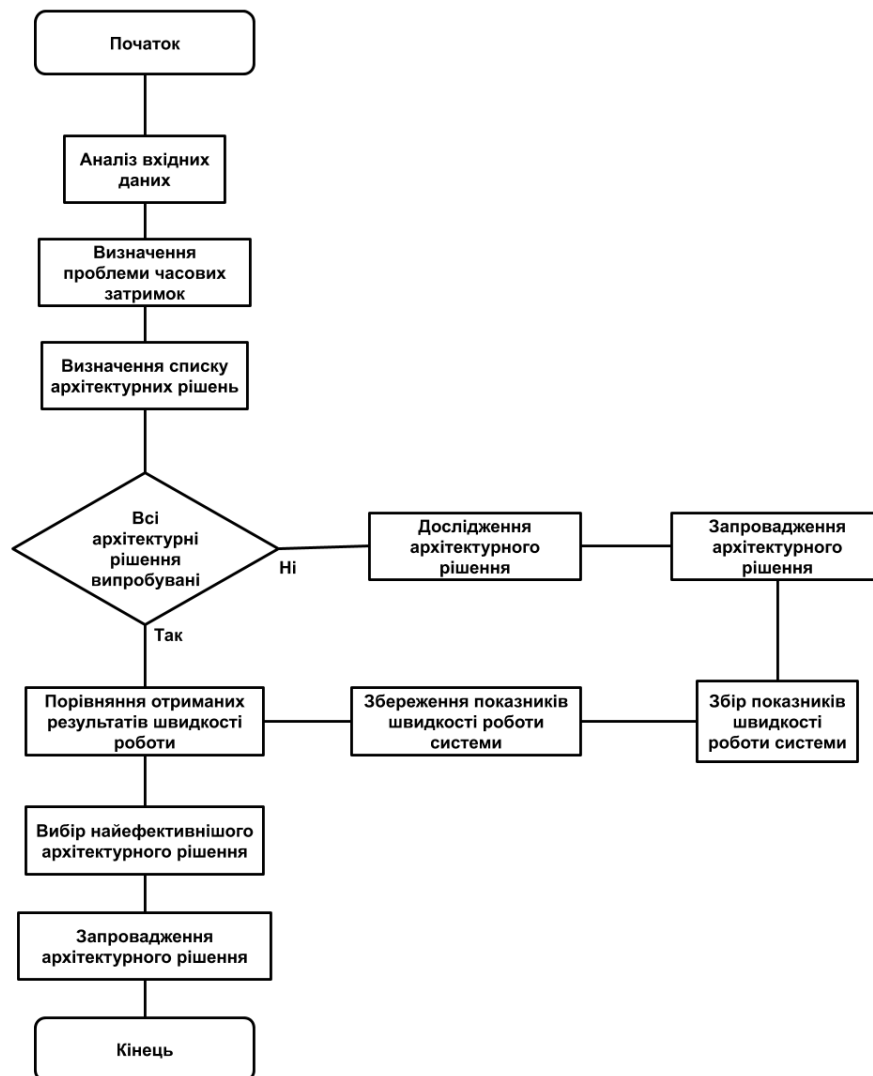 Початок
Аналіз вхідних
даних
Визначення
проблеми часових
затримок
Визначення списку
архітектурних рішень
Всі
архітектурні
рішення
випробувані
Ні
Так
Дослідження
архітектурного
рішення
Запровадження
архітектурного
рішення
Збір показників
швидкості
роботи системи
Збереження показників
швидкості роботи
системи
Порівняння отриманих
результатів швидкості
роботи
Вибір найефективнішого
архітектурного рішення
Запровадження
архітектурного рішення
Кінець